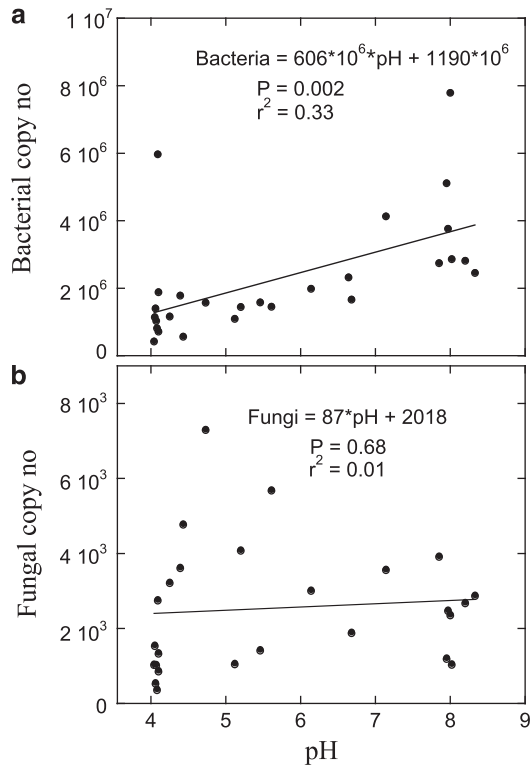 a
1 10⁷
8 10⁶
6 10⁶
4 10⁶
2 10⁶
0
Bacterial copy no
Bacteria = 606*10⁶*pH + 1190*10⁶
P = 0.002
r² = 0.33
b
8 10³
6 10³
4 10³
2 10³
0
Fungal copy no
Fungi = 87*pH + 2018
P = 0.68
r² = 0.01
4 5 6 7 8 9
pH